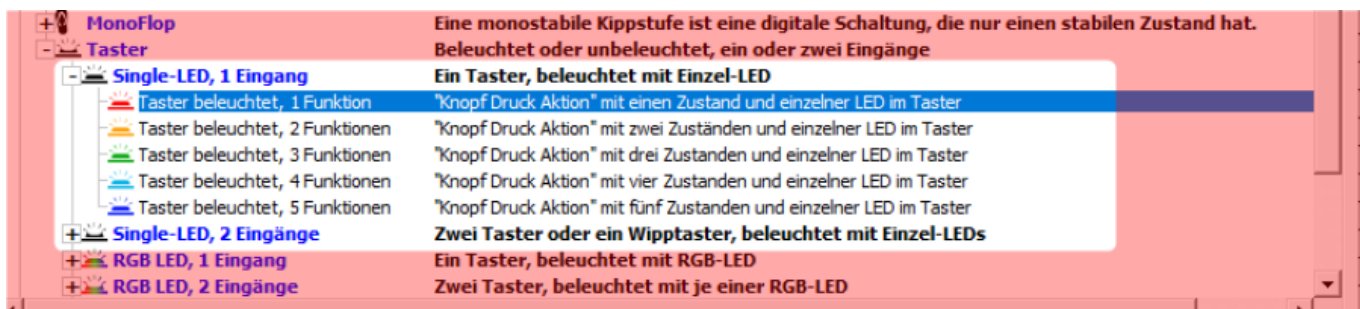 MonoFlop Eine monostabile Kippstufe ist eine digitale Schaltung, die nur einen stabilen Zustand hat.
Taster Beleuchtet oder unbeleuchtet, ein oder zwei Eingänge
Single-LED, 1 Eingang Ein Taster, beleuchtet mit Einzel-LED
Taster beleuchtet, 1 Funktion "Knopf Druck Aktion" mit einen Zustand und einzelner LED im Taster
Taster beleuchtet, 2 Funktionen "Knopf Druck Aktion" mit zwei Zuständen und einzelner LED im Taster
Taster beleuchtet, 3 Funktionen "Knopf Druck Aktion" mit drei Zustanden und einzelner LED im Taster
Taster beleuchtet, 4 Funktionen "Knopf Druck Aktion" mit vier Zustanden und einzelner LED im Taster
Taster beleuchtet, 5 Funktionen "Knopf Druck Aktion" mit fünf Zustanden und einzelner LED im Taster
Single-LED, 2 Eingänge Zwei Taster oder ein Wipptaster, beleuchtet mit Einzel-LEDs
RGB LED, 1 Eingang Ein Taster, beleuchtet mit RGB-LED
RGB LED, 2 Eingänge Zwei Taster, beleuchtet mit je einer RGB-LED